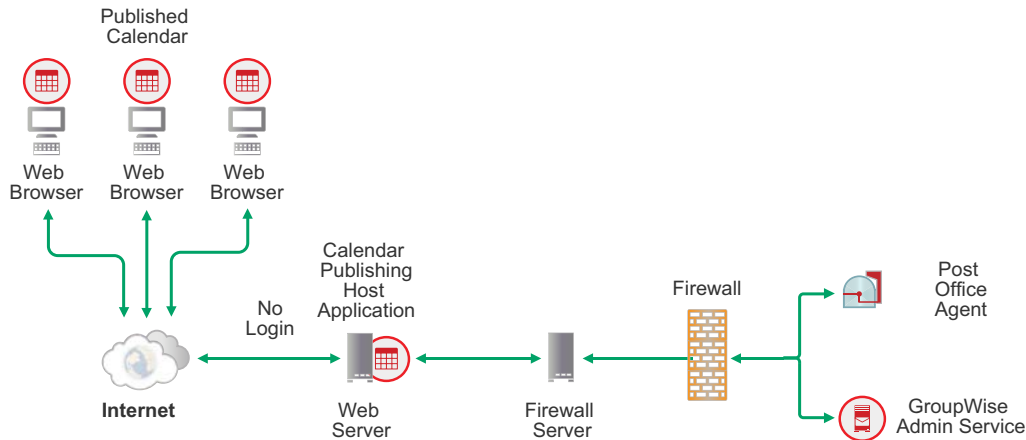 Published
Calendar
Web
Browser
Web
Browser
Web
Browser
No
Login
Calendar
Publishing
Host
Application
Firewall
Post
Office
Agent
Internet
Web
Server
Firewall
Server
GroupWise
Admin Service